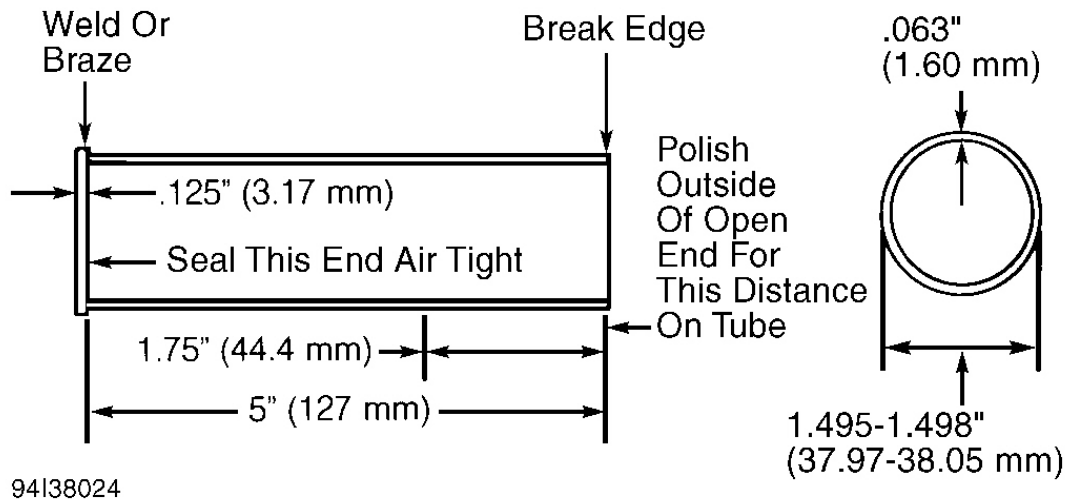 Weld Or
Braze
Break Edge
.063"
(1.60 mm)
.125” (3.17 mm)
Seal This End Air Tight
Polish
Outside
Of Open
End For
This Distance
On Tube
1.75” (44.4 mm)
5” (127 mm)
1.495-1.498"
(37.97-38.05 mm)
94I38024